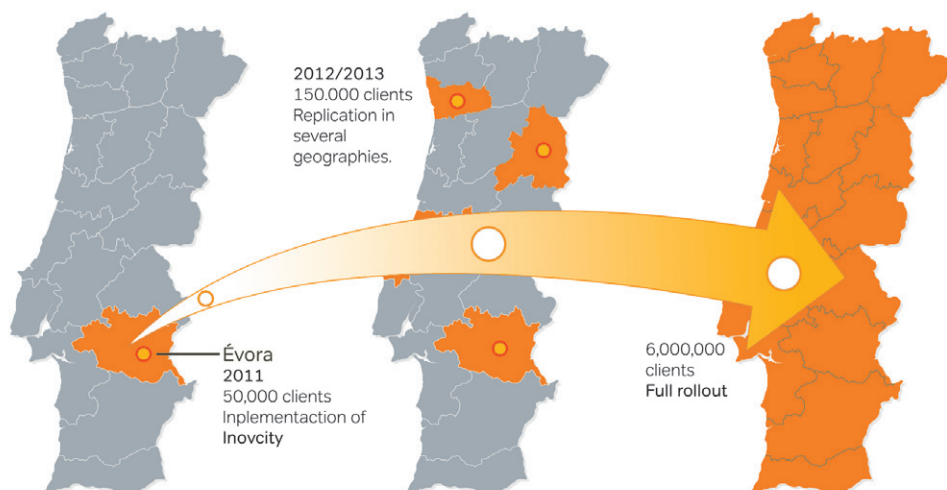 2012/2013
150.000 clients
Replication in
several
geographies.
Évora
2011
50,000 clients
Inplementaction of
Inovcity
6,000,000
clients
Full rollout